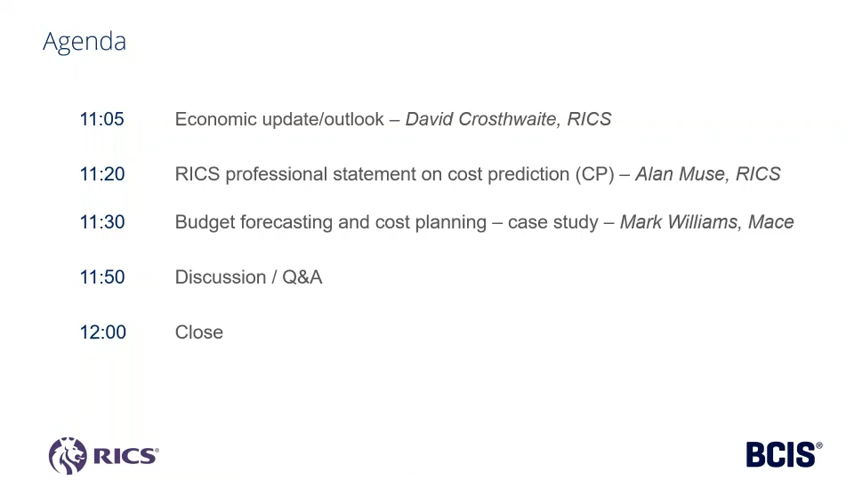 Agenda
11:05 Economic update/outlook – David Crosthwaite, RICS
11:20 RICS professional statement on cost prediction (CP) – Alan Muse, RICS
11:30 Budget forecasting and cost planning – case study – Mark Williams, Mace
11:50 Discussion / Q&A
12:00 Close
RICS®
BCIS®